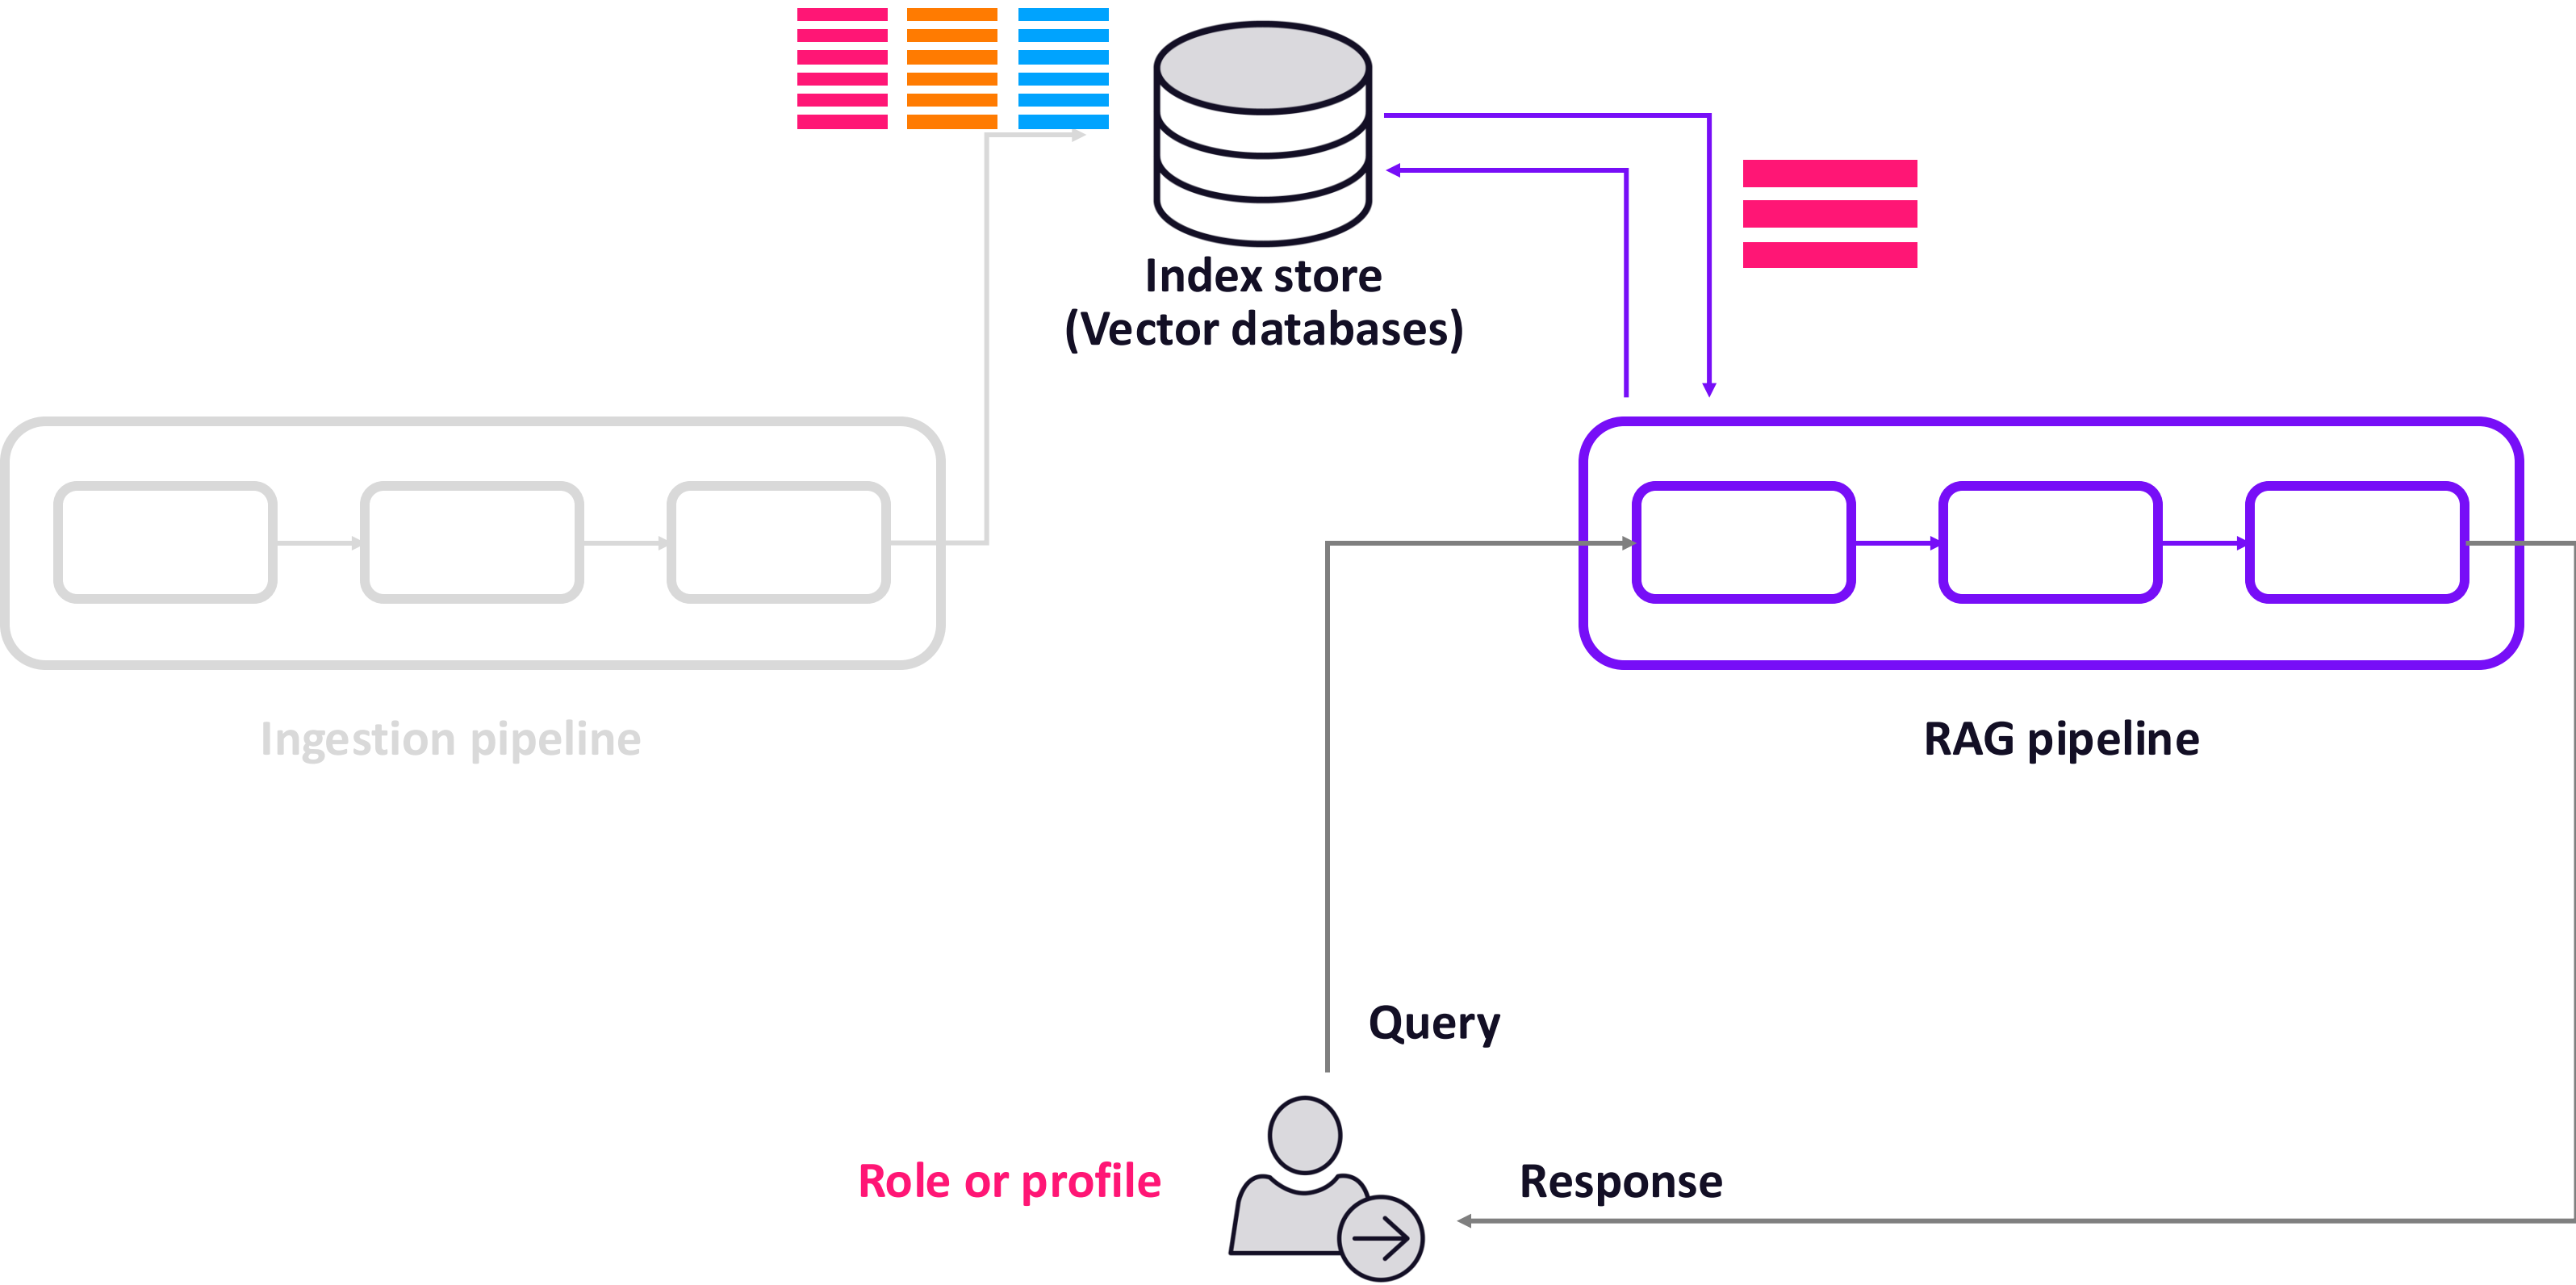 Index store
(Vector databases)
Ingestion pipeline
RAG pipeline
Query
Role or profile
Response